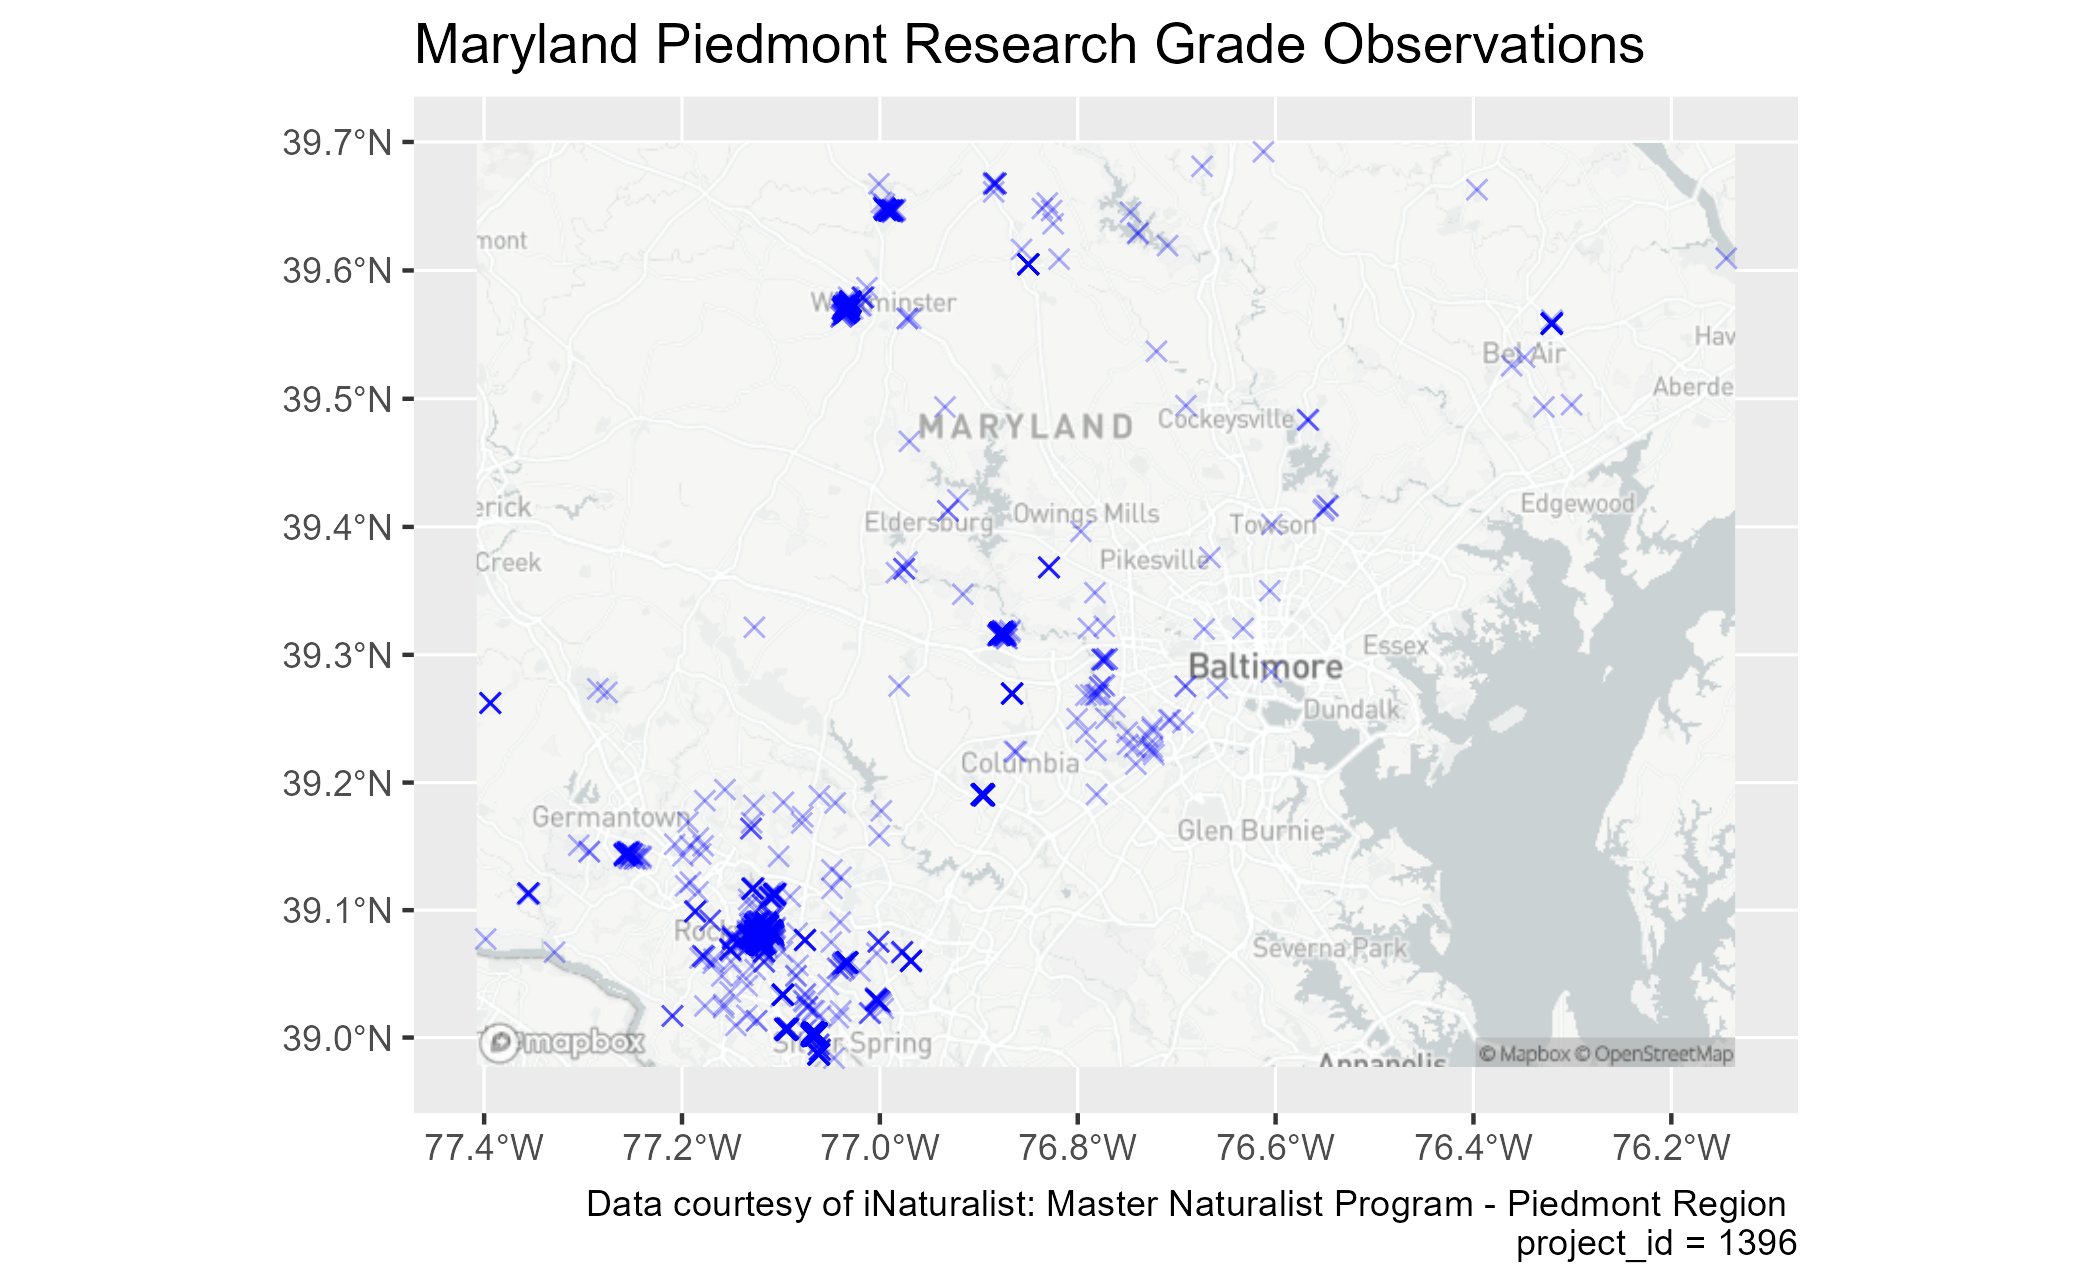 Maryland Piedmont Research Grade Observations
39.7°N
39.6°N
39.5°N
39.4°N
39.3°N
39.2°N
39.1°N
39.0°N
mont
Bel Air
Hav
Aberde
MARYLAND
Cockeysville
erick
Eldersburg
Owings Mills
Towson
Edgewood
Creek
Pikesville
Essex
Baltimore
Dundalk
Columbia
Germantown
Glen Burnie
Severna Park
Spring
mapbox
© Mapbox © OpenStreetMap
Annapolis
77.4°W
77.2°W
77.0°W
76.8°W
76.6°W
76.4°W
76.2°W
Data courtesy of iNaturalist: Master Naturalist Program - Piedmont Region
project_id = 1396